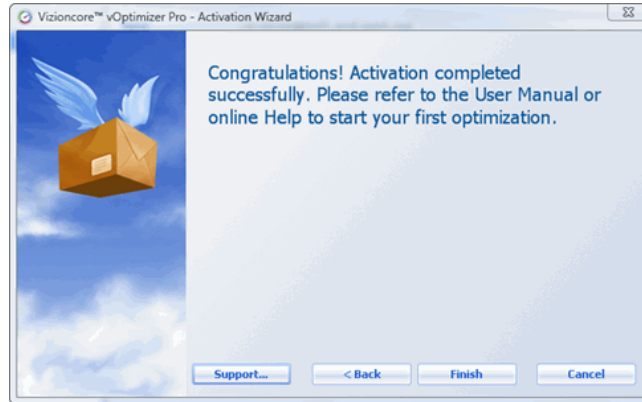 Vizioncore™ vOptimizer Pro - Activation Wizard
Congratulations! Activation completed
successfully. Please refer to the User Manual or
online Help to start your first optimization.
Support... < Back Finish Cancel